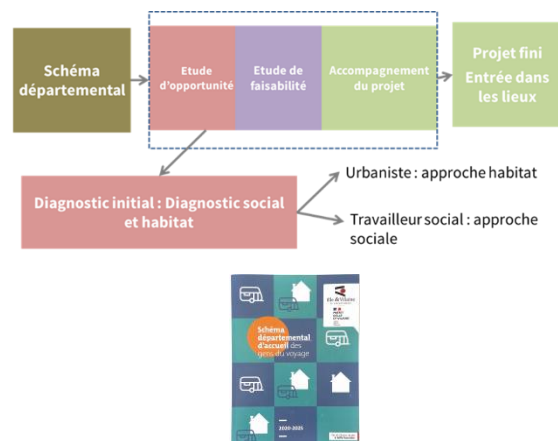 Schéma
départemental
Etude
d'opportunité
Etude de
faisabilité
Accompagnement
du projet
Projet fini
Entrée dans
les lieux
Diagnostic initial : Diagnostic social
et habitat
Urbaniste : approche habitat
Travailleur social : approche
sociale
Ille & Vilaine
Schéma
départemental
d'accueil des
gens du voyage
2020-2025